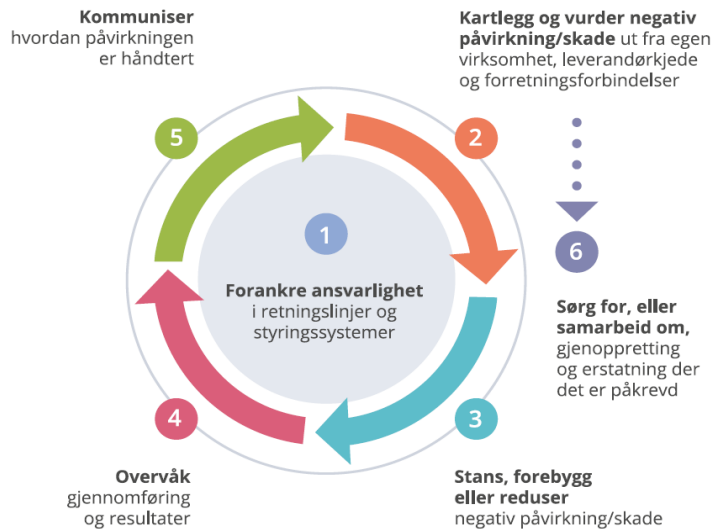 1
Forankre ansvarlighet
i retningslinjer og
styringssystemer
2
Kartlegg og vurder negativ
påvirkning/skade ut fra egen
virksomhet, leverandørkjede
og forretningsforbindelser
3
Stans, forebygg
eller reduser
negativ påvirkning/skade
4
Overvåk
gjennomføring
og resultater
5
Kommuniser
hvordan påvirkningen
er håndtert
6
Sørg for, eller
samarbeid om,
gjenoppretting
og erstatning der
det er påkrevd